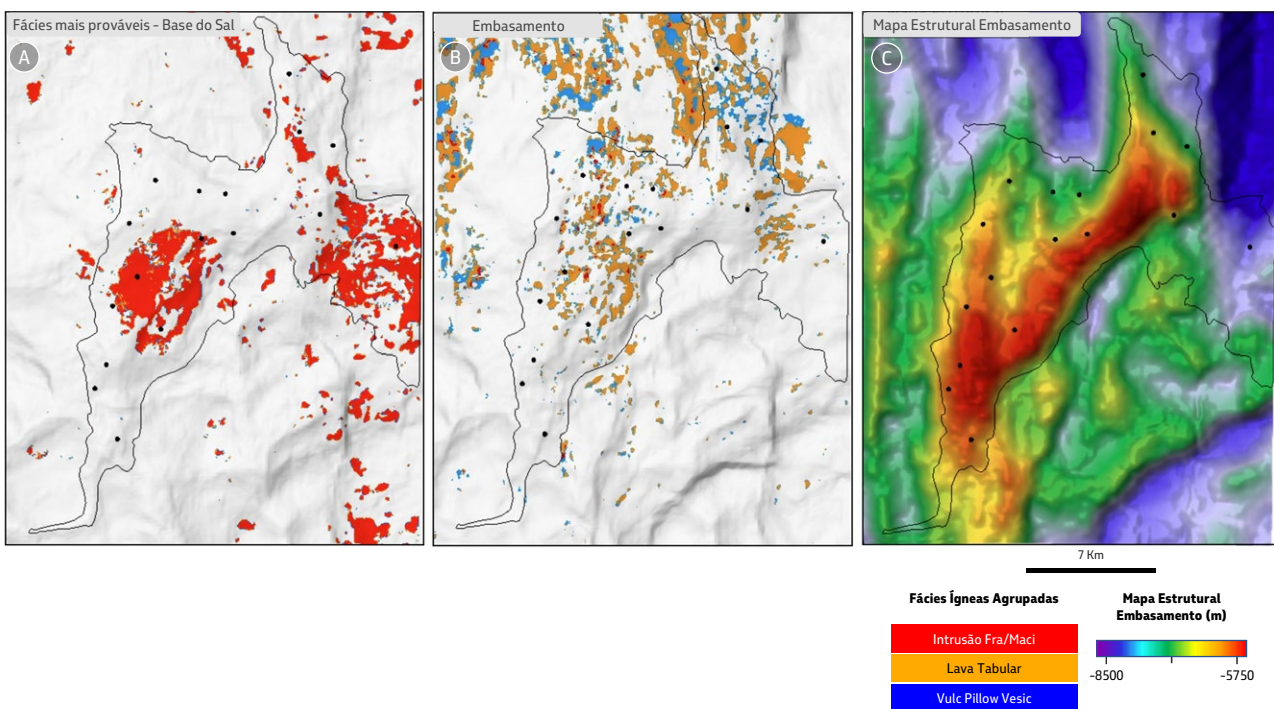 Fácies mais prováveis - Base do Sal
A
Embasamento
B
Mapa Estrutural Embasamento
C
7 Km
Fácies Ígneas Agrupadas
Intrusão Fra/Maci
Lava Tabular
Vulc Pillow Vesic
Mapa Estrutural
Embasamento (m)
-8500
-5750